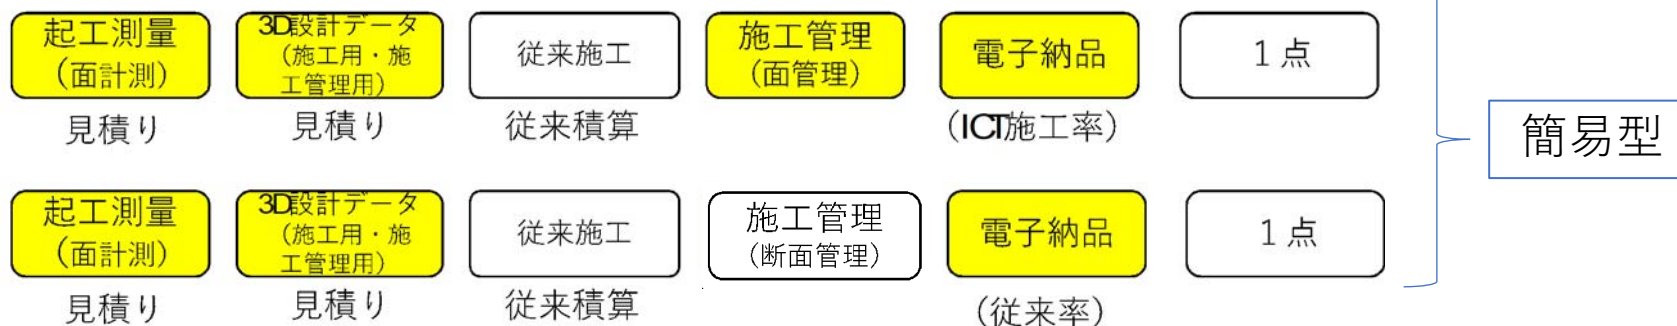 起工測量
(面計測)
3D設計データ
(施工用・施
工管理用)
従来施工
施工管理
(面管理)
電子納品
1点
見積り
見積り
従来積算
(ICT施工率)
簡易型
起工測量
(面計測)
3D設計データ
(施工用・施
工管理用)
従来施工
施工管理
(断面管理)
電子納品
1点
見積り
見積り
従来積算
(従来率)